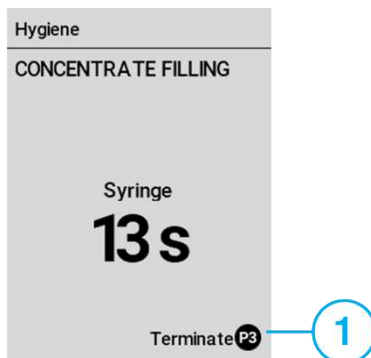 Hygiene
CONCENTRATE FILLING
Syringe
13 s
Terminate P3
1